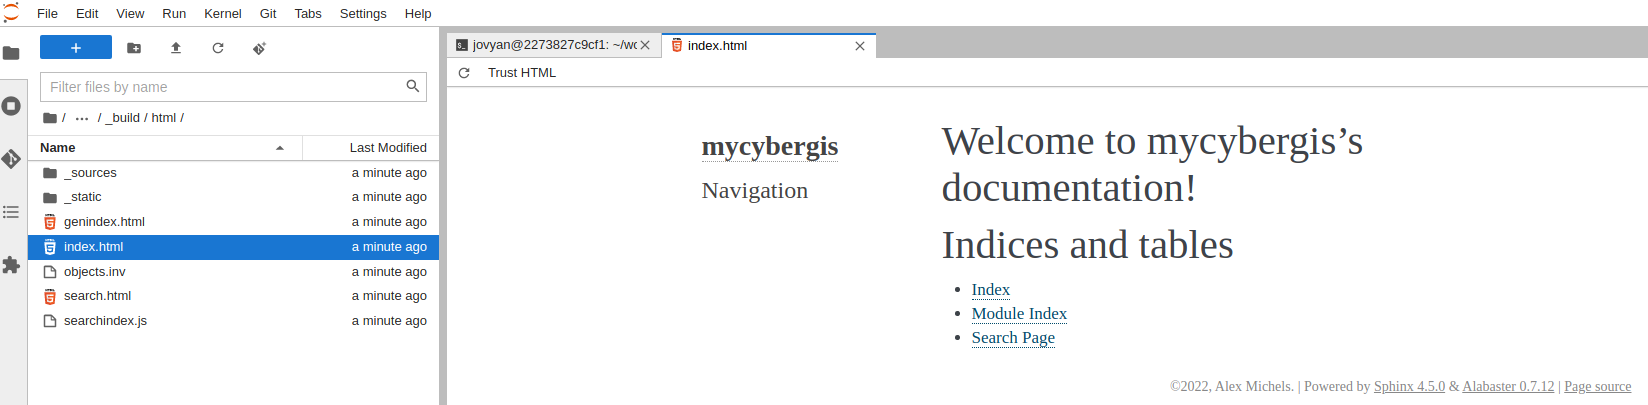 File Edit View Run Kernel Git Tabs Settings Help
jovyan@2273827c9cf1: ~/wc
index.html
Trust HTML
Filter files by name
/ ... / _build / html /
Name Last Modified
_sources a minute ago
_static a minute ago
genindex.html a minute ago
index.html a minute ago
objects.inv a minute ago
search.html a minute ago
searchindex.js a minute ago
mycybergis
Navigation
Welcome to mycybergis’s
documentation!
Indices and tables
Index
Module Index
Search Page
©2022, Alex Michels. | Powered by Sphinx 4.5.0 & Alabaster 0.7.12 | Page source